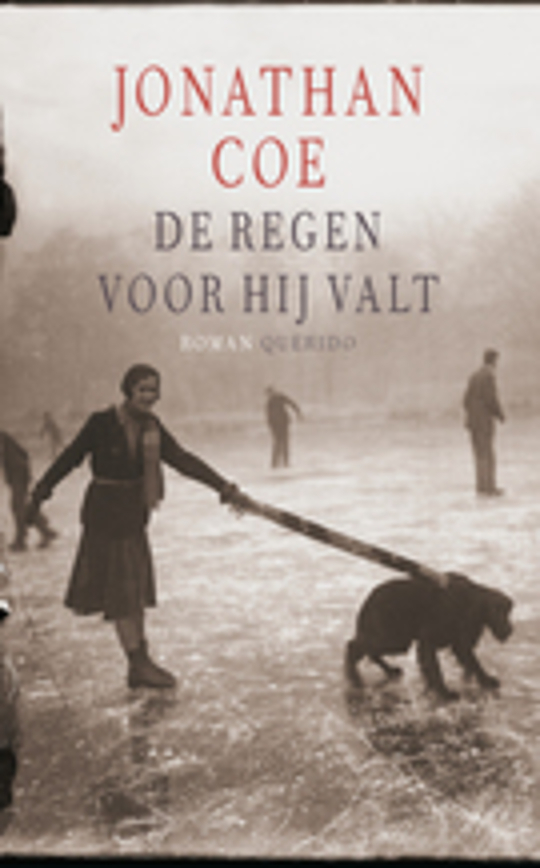 JONATHAN
COE
DE REGEN
VOOR HIJ VALT
ROMAN QUERIDO